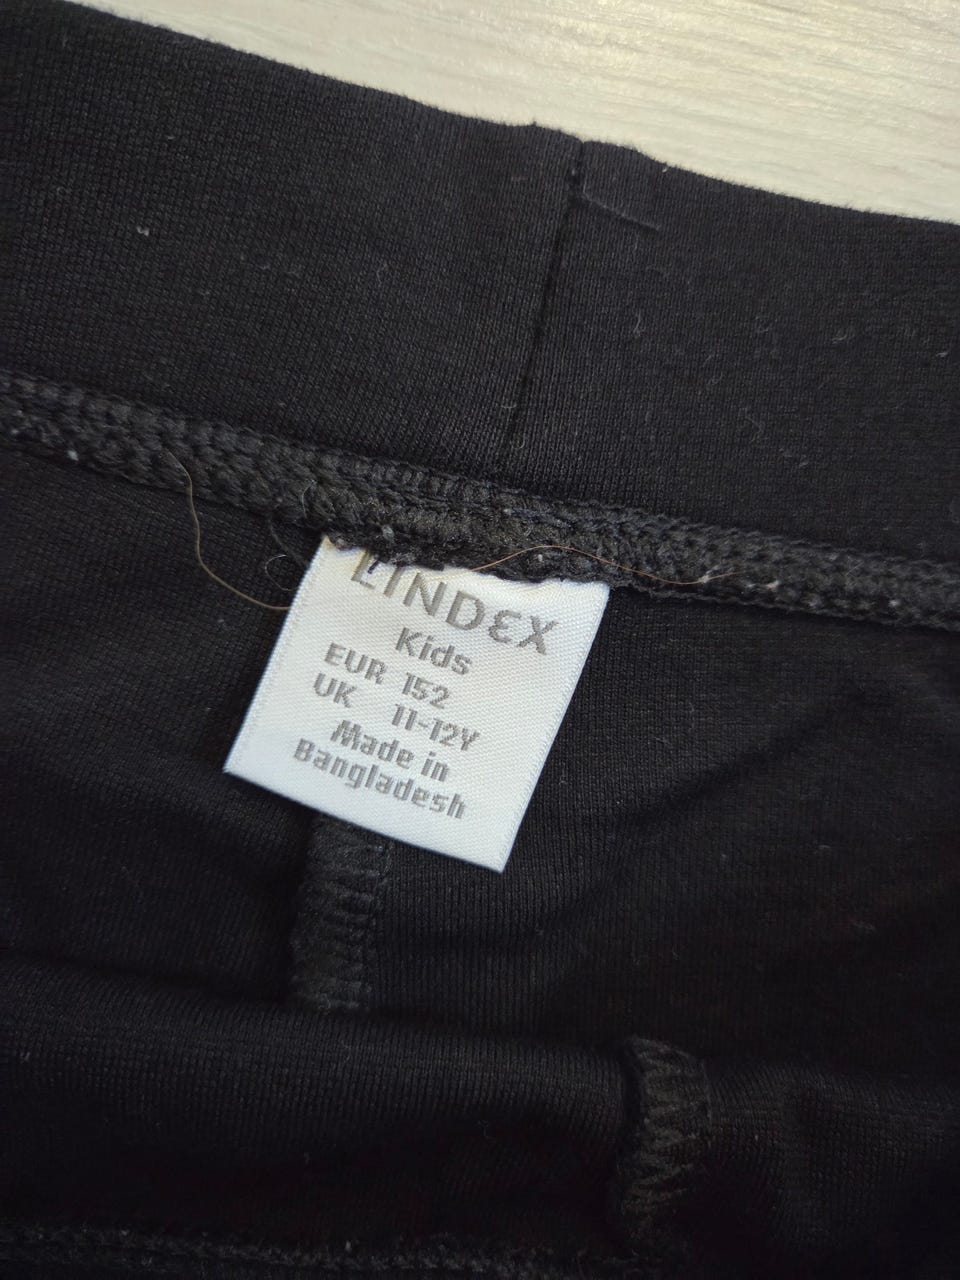 LINDEX
Kids
EUR 152
UK 11-12Y
Made in
Bangladesh